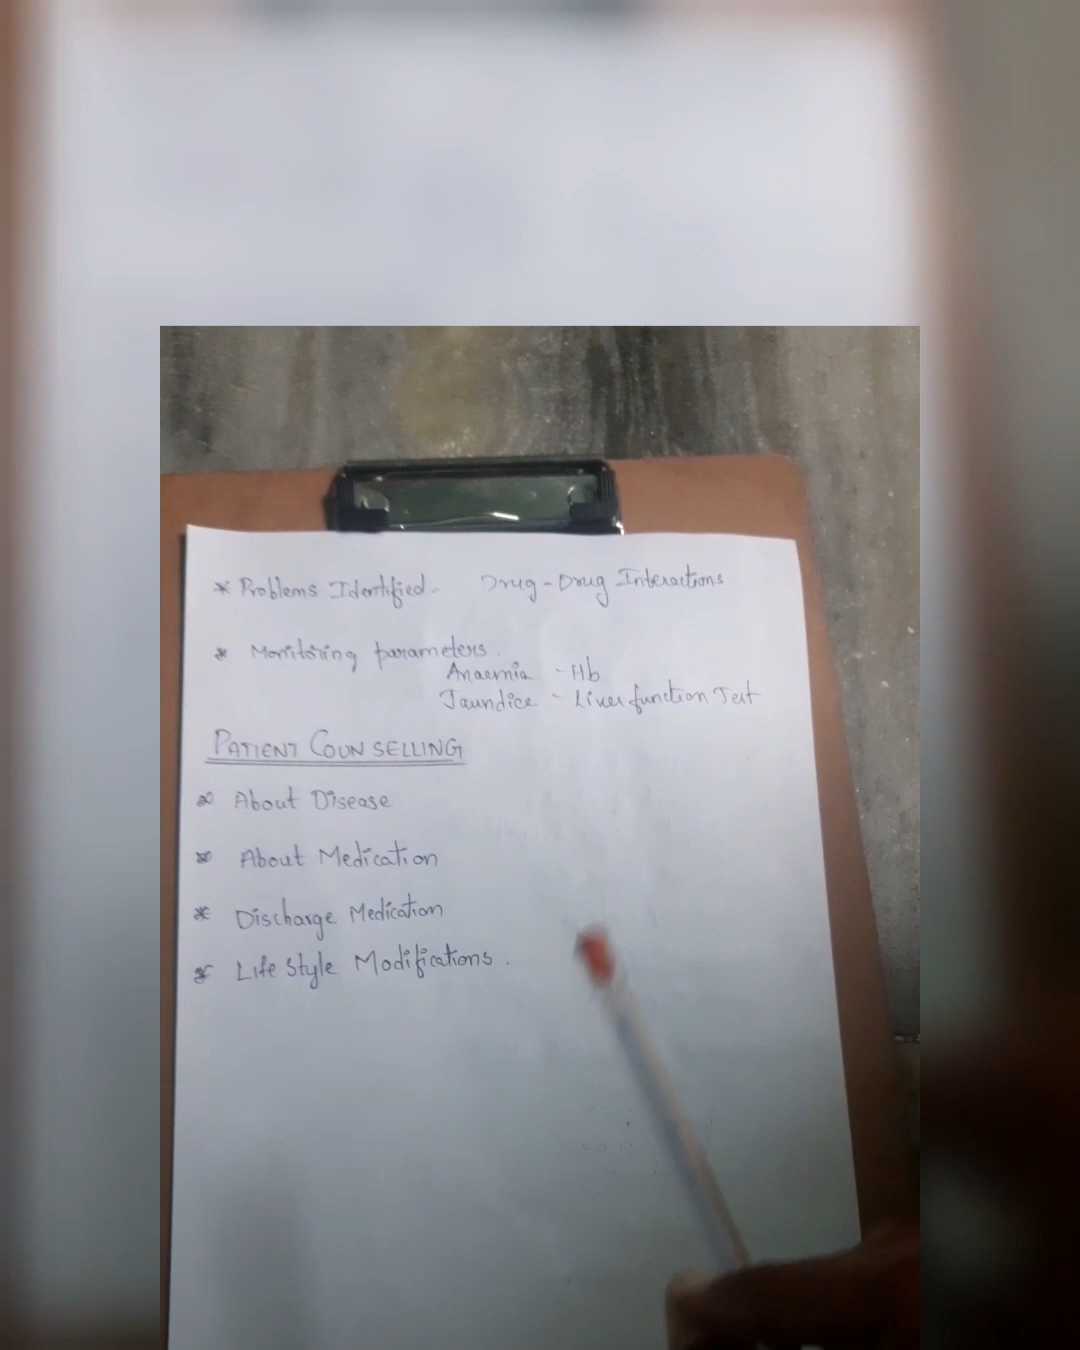 * Problems Identified - Drug - Drug Interactions
* Monitoring parameters.
Anaemia - Hb
Jaundice - Liver function Test
PATIENT COUNSELLING
* About Disease
* About Medication
* Discharge Medication
* Life Style Modifications.